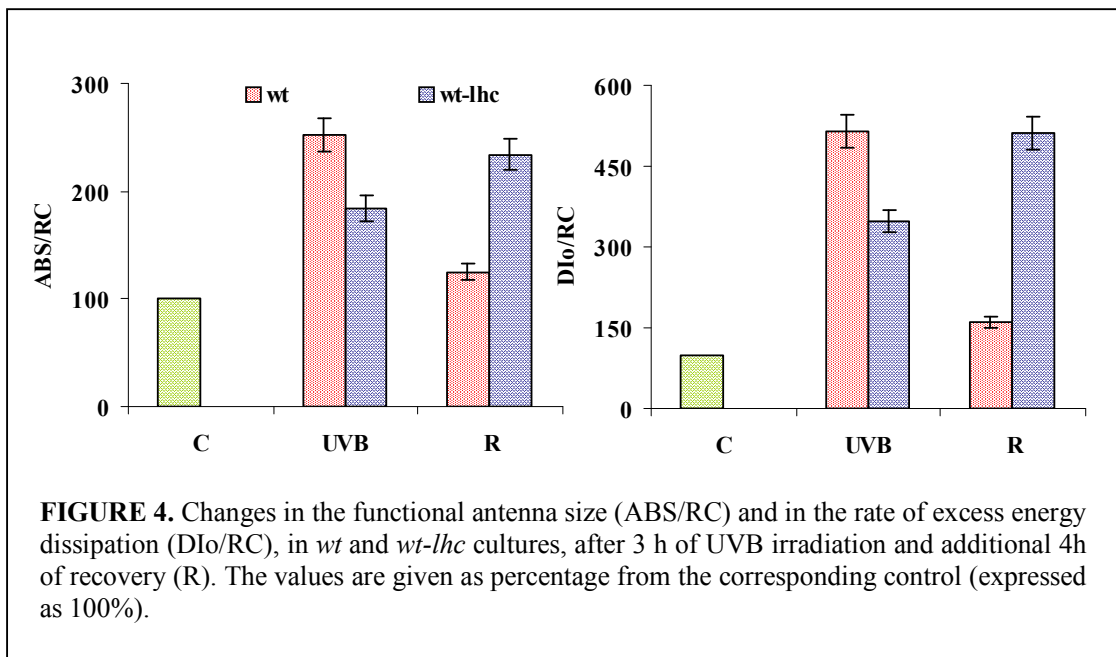 300
200
100
0
ABS/RC
wt
wt-lhc
C
UVB
R
600
450
300
150
0
DIo/RC
C
UVB
R
FIGURE 4. Changes in the functional antenna size (ABS/RC) and in the rate of excess energy
dissipation (DIo/RC), in wt and wt-lhc cultures, after 3 h of UVB irradiation and additional 4h
of recovery (R). The values are given as percentage from the corresponding control (expressed
as 100%).